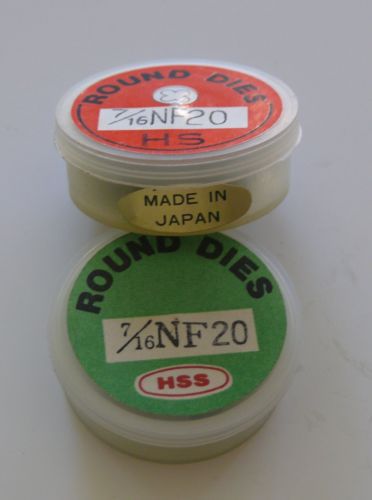 ROUND DIES
7/16NF20
HS
MADE IN
JAPAN
ROUND DIES
7/16NF20
HSS